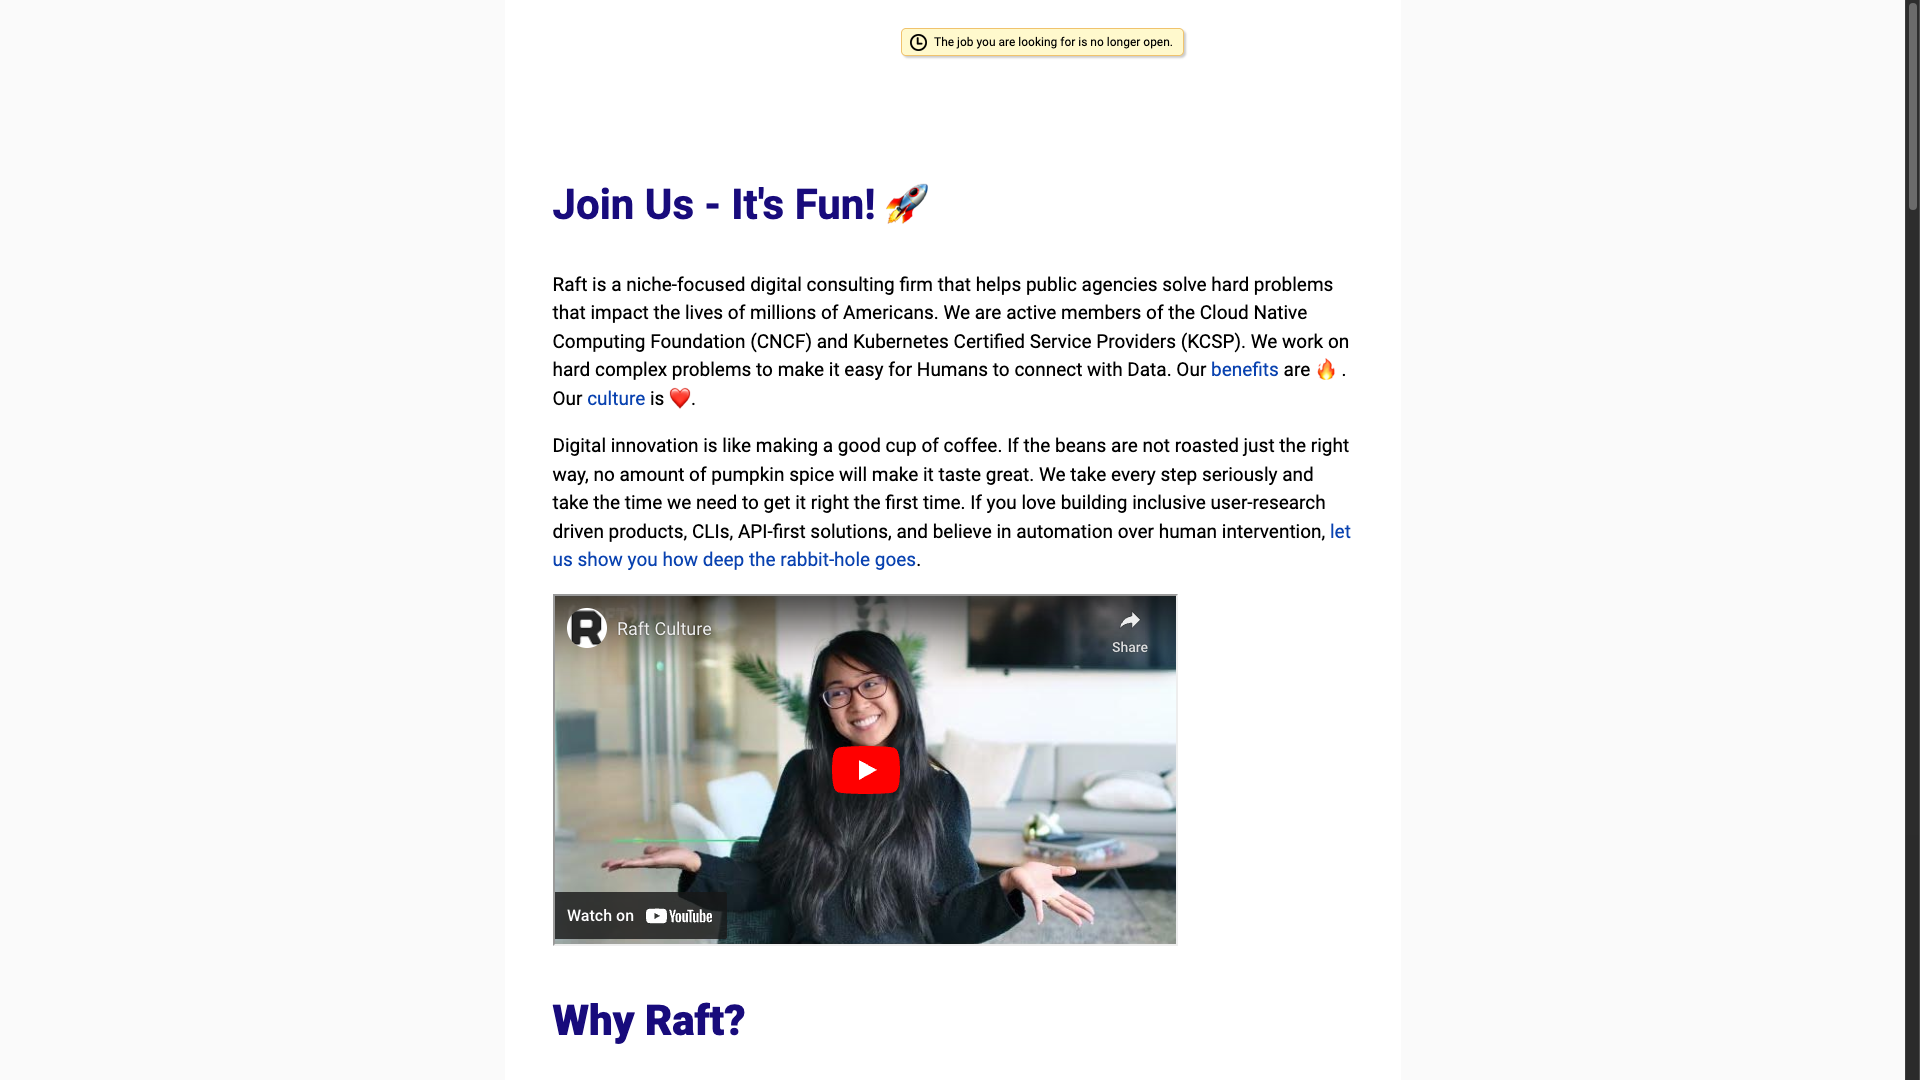 The job you are looking for is no longer open.
Join Us - It's Fun! 🚀
Raft is a niche-focused digital consulting firm that helps public agencies solve hard problems
that impact the lives of millions of Americans. We are active members of the Cloud Native
Computing Foundation (CNCF) and Kubernetes Certified Service Providers (KCSP). We work on
hard complex problems to make it easy for Humans to connect with Data. Our benefits are 🔥 .
Our culture is ❤️.
Digital innovation is like making a good cup of coffee. If the beans are not roasted just the right
way, no amount of pumpkin spice will make it taste great. We take every step seriously and
take the time we need to get it right the first time. If you love building inclusive user-research
driven products, CLIs, API-first solutions, and believe in automation over human intervention, let
us show you how deep the rabbit-hole goes.
R Raft Culture
Share
Watch on YouTube
Why Raft?